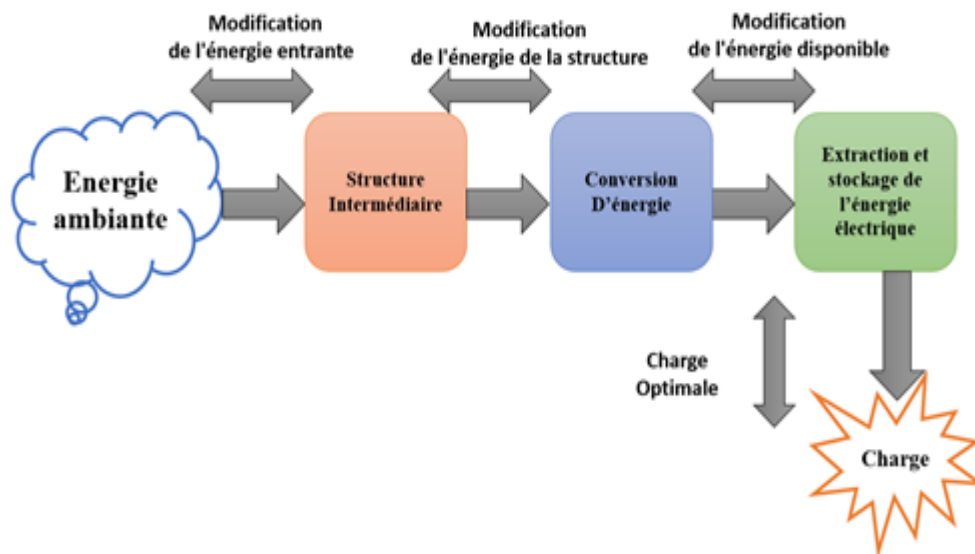 Modification
de l'énergie entrante
Modification
de l'énergie de la structure
Modification
de l'énergie disponible
Energie
ambiante
Structure
Intermédiaire
Conversion
D'énergie
Extraction et
stockage de
l'énergie
électrique
Charge
Optimale
Charge